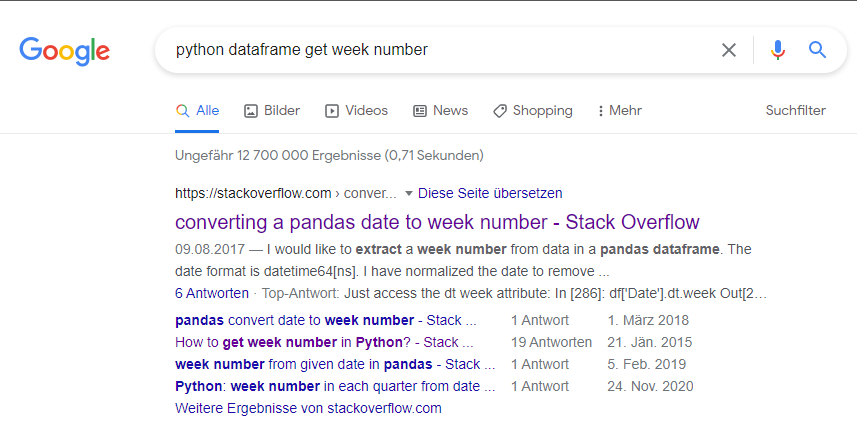 Google
python dataframe get week number
Alle Bilder Videos News Shopping Mehr Suchfilter
Ungefähr 12 700 000 Ergebnisse (0,71 Sekunden)
https://stackoverflow.com › conver... Diese Seite übersetzen
converting a pandas date to week number - Stack Overflow
09.08.2017 — I would like to extract a week number from data in a pandas dataframe. The
date format is datetime64[ns]. I have normalized the date to remove ...
6 Antworten · Top-Antwort: Just access the dt week attribute: In [286]: df['Date'].dt.week Out[2...
pandas convert date to week number - Stack ... 1 Antwort 1. März 2018
How to get week number in Python? - Stack ... 19 Antworten 21. Jän. 2015
week number from given date in pandas - Stack ... 1 Antwort 5. Feb. 2019
Python: week number in each quarter from date ... 1 Antwort 24. Nov. 2020
Weitere Ergebnisse von stackoverflow.com